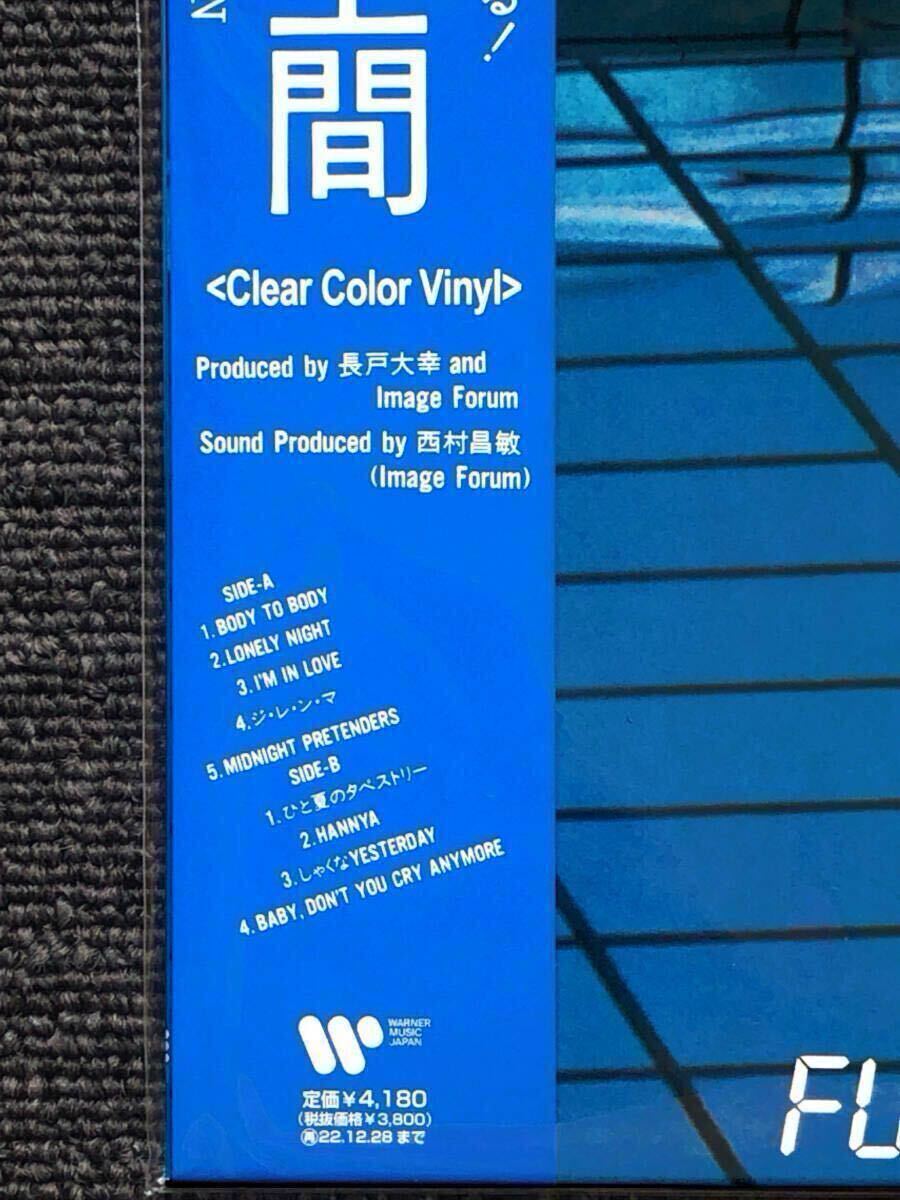 る!
N
間
<Clear Color Vinyl>
Produced by 長戸大幸 and
Image Forum
Sound Produced by 西村昌敏
(Image Forum)
SIDE-A
1.BODY TO BODY
2.LONELY NIGHT
3.I'M IN LOVE
4.ジ・レ・ン・マ
5.MIDNIGHT PRETENDERS
SIDE-B
1.ひと夏のタペストリー
2.HANNYA
3.しゃくなYESTERDAY
4.BABY, DON'T YOU CRY ANYMORE
WARNER
MUSIC
JAPAN
定価¥4,180
(税抜価格¥3,800)
再22.12.28まで
FU